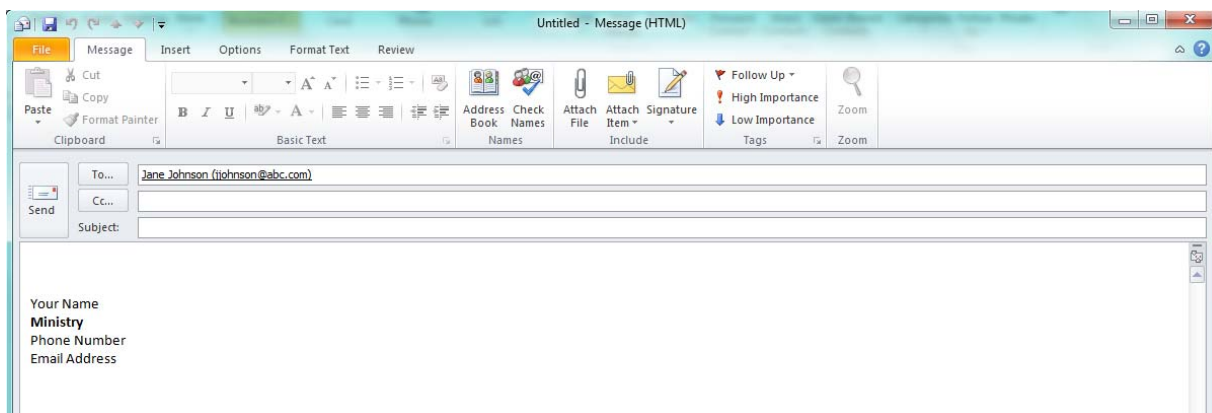 Untitled - Message (HTML)
File Message Insert Options Format Text Review
Cut
Copy
Format Painter
Paste
Clipboard
A A
B I U ab A
Basic Text
Address Book
Check Names
Names
Attach File
Attach Item
Signature
Include
Follow Up
High Importance
Low Importance
Tags
Zoom
Zoom
Send
To... Jane Johnson (jjohnson@abc.com)
Cc...
Subject:
Your Name
Ministry
Phone Number
Email Address